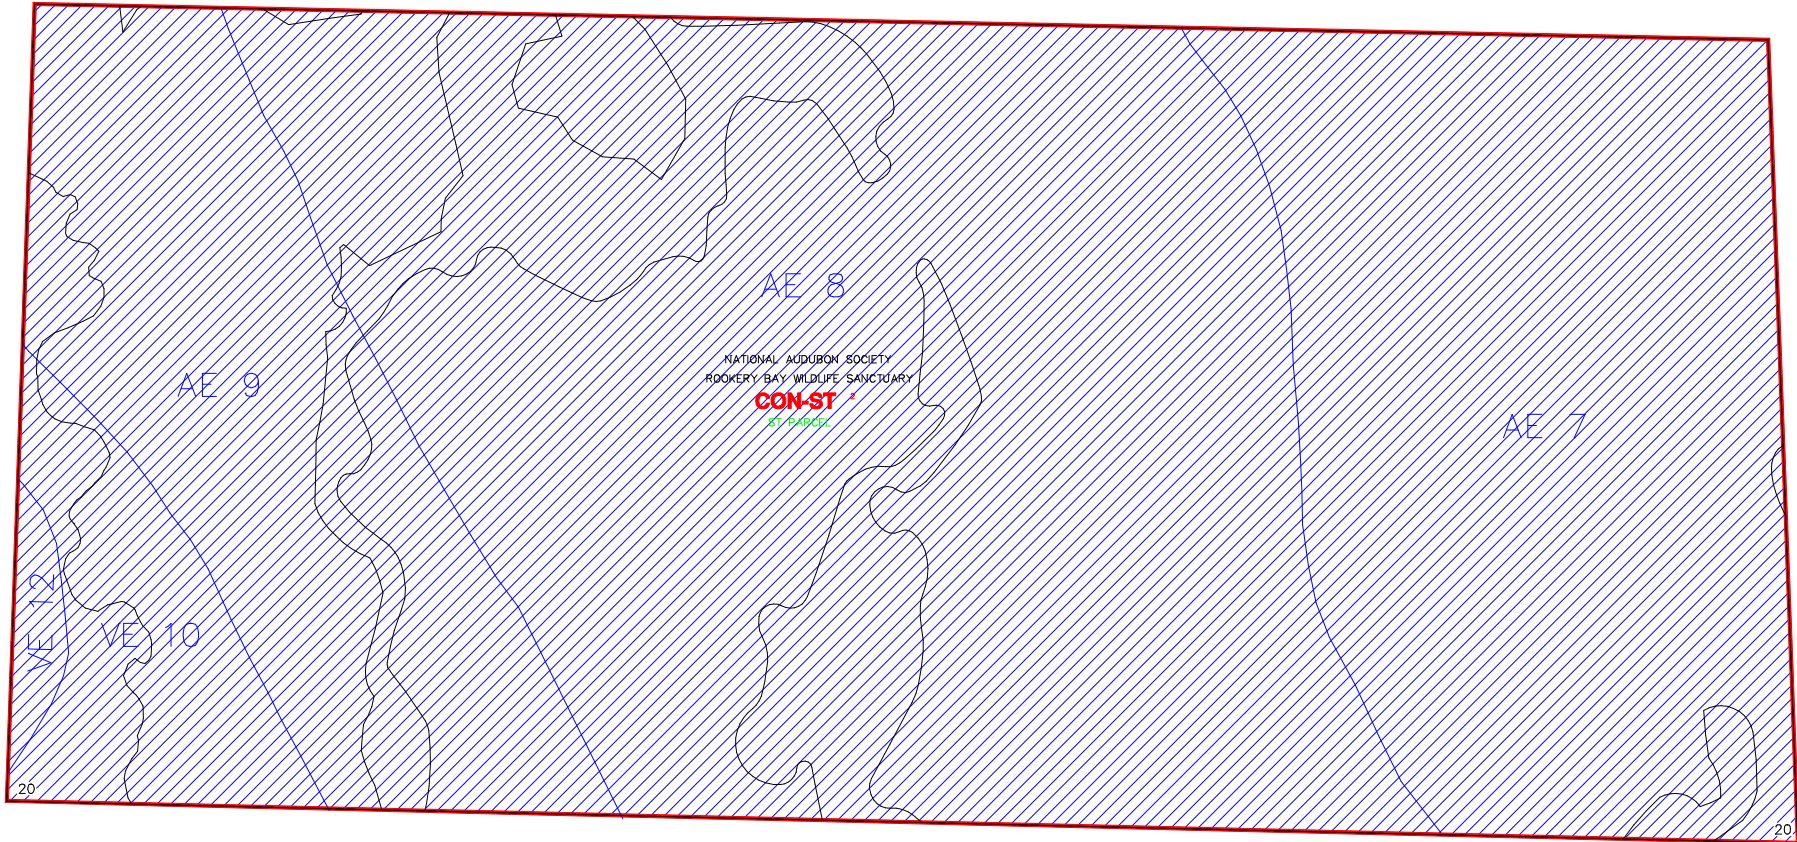 AE 8
NATIONAL AUDUBON SOCIETY
ROOKERY BAY WILDLIFE SANCTUARY
CON-ST 2
ST PARCEL
AE 9
AE 7
VE 12
VE 10
20
20